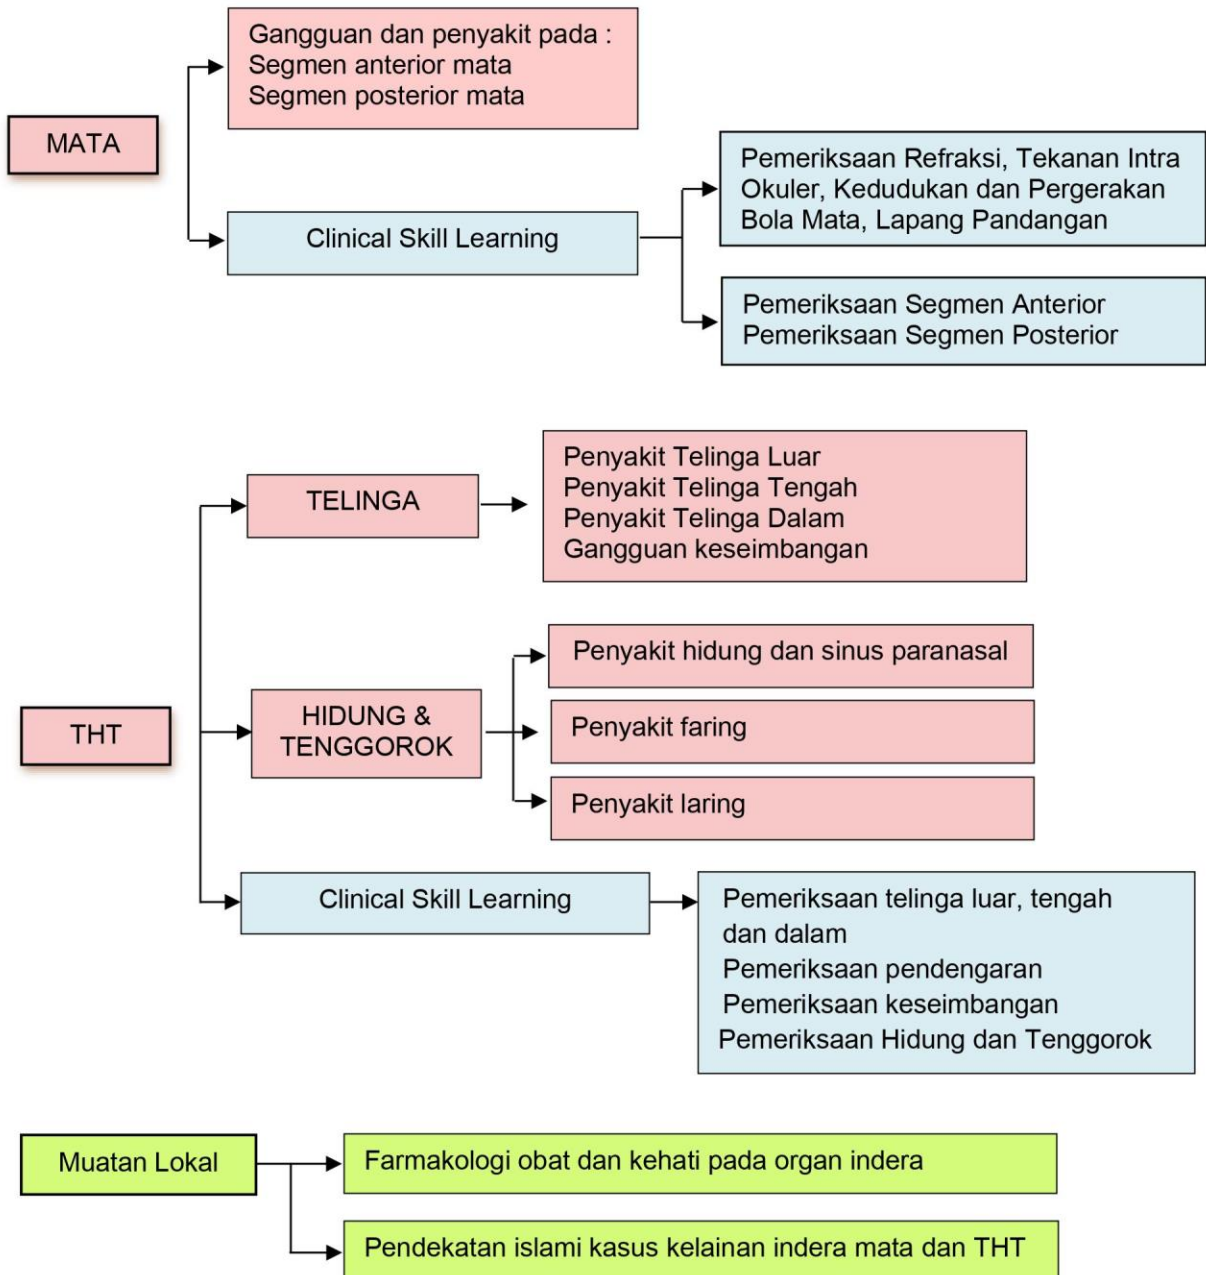 MATA
Gangguan dan penyakit pada :
Segmen anterior mata
Segmen posterior mata
Clinical Skill Learning
Pemeriksaan Refraksi, Tekanan Intra
Okuler, Kedudukan dan Pergerakan
Bola Mata, Lapang Pandangan
Pemeriksaan Segmen Anterior
Pemeriksaan Segmen Posterior
THT
TELINGA
Penyakit Telinga Luar
Penyakit Telinga Tengah
Penyakit Telinga Dalam
Gangguan keseimbangan
HIDUNG &
TENGGOROK
Penyakit hidung dan sinus paranasal
Penyakit faring
Penyakit laring
Clinical Skill Learning
Pemeriksaan telinga luar, tengah
dan dalam
Pemeriksaan pendengaran
Pemeriksaan keseimbangan
Pemeriksaan Hidung dan Tenggorok
Muatan Lokal
Farmakologi obat dan kehati pada organ indera
Pendekatan islami kasus kelainan indera mata dan THT